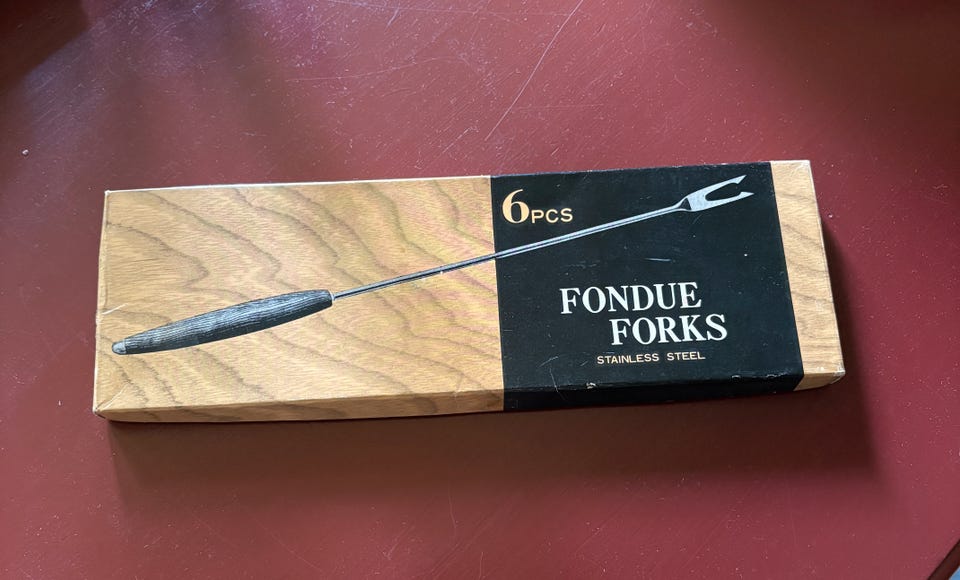 6PCS
FONDUE
FORKS
STAINLESS STEEL